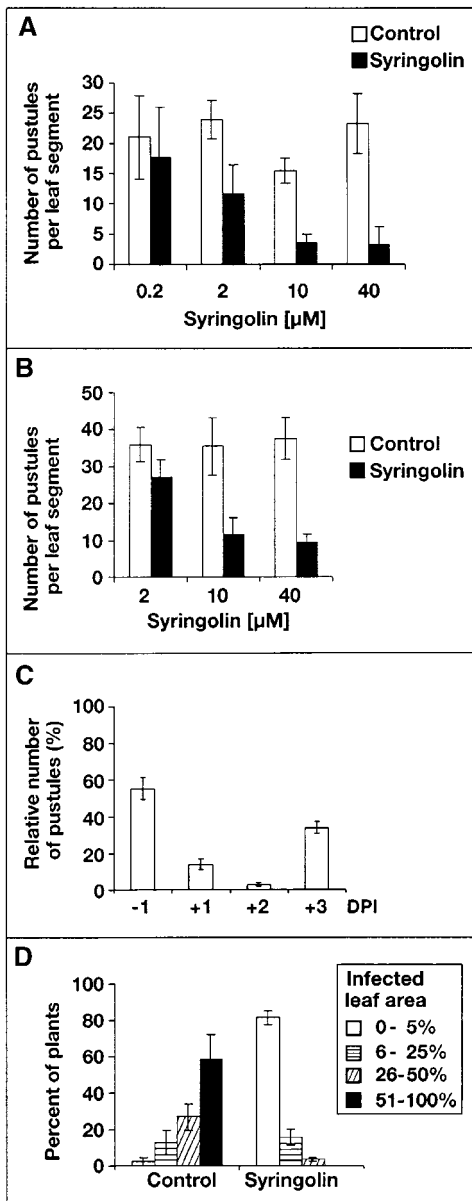 A
Control
Syringolin
Number of pustules
per leaf segment
30
25
20
15
10
5
0
0.2 2 10 40
Syringolin [µM]
B
Control
Syringolin
Number of pustules
per leaf segment
50
40
30
20
10
0
2 10 40
Syringolin [µM]
C
Relative number
of pustules (%)
100
80
60
40
20
0
-1 +1 +2 +3 DPI
D
Infected
leaf area
0- 5%
6- 25%
26-50%
51-100%
Percent of plants
100
80
60
40
20
0
Control Syringolin